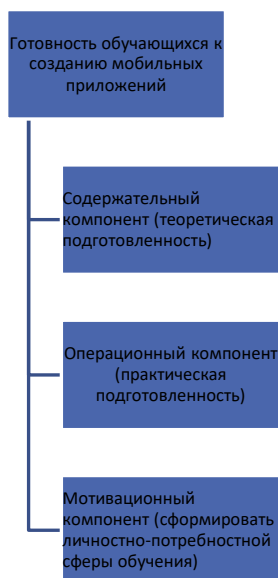 Готовность обучающихся к
созданию мобильных
приложений
Содержательный
компонент (теоретическая
подготовленность)
Операционный компонент
(практическая
подготовленность)
Мотивационный
компонент (сформировать
личностно-потребностной
сферы обучения)